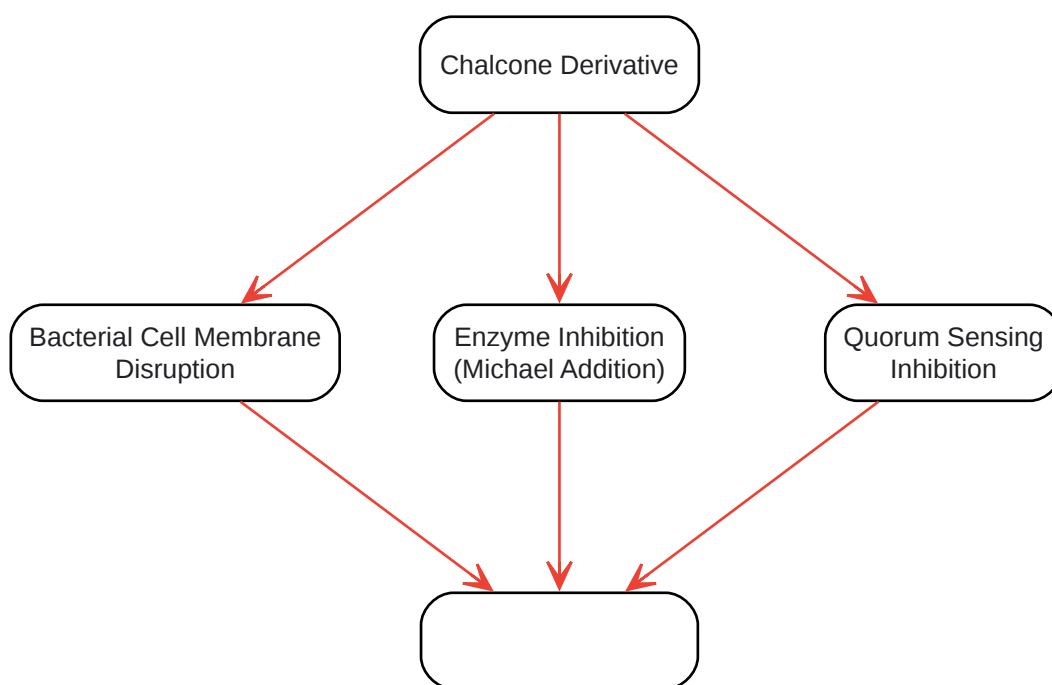 Chalcone Derivative
Bacterial Cell Membrane
Disruption
Enzyme Inhibition
(Michael Addition)
Quorum Sensing
Inhibition